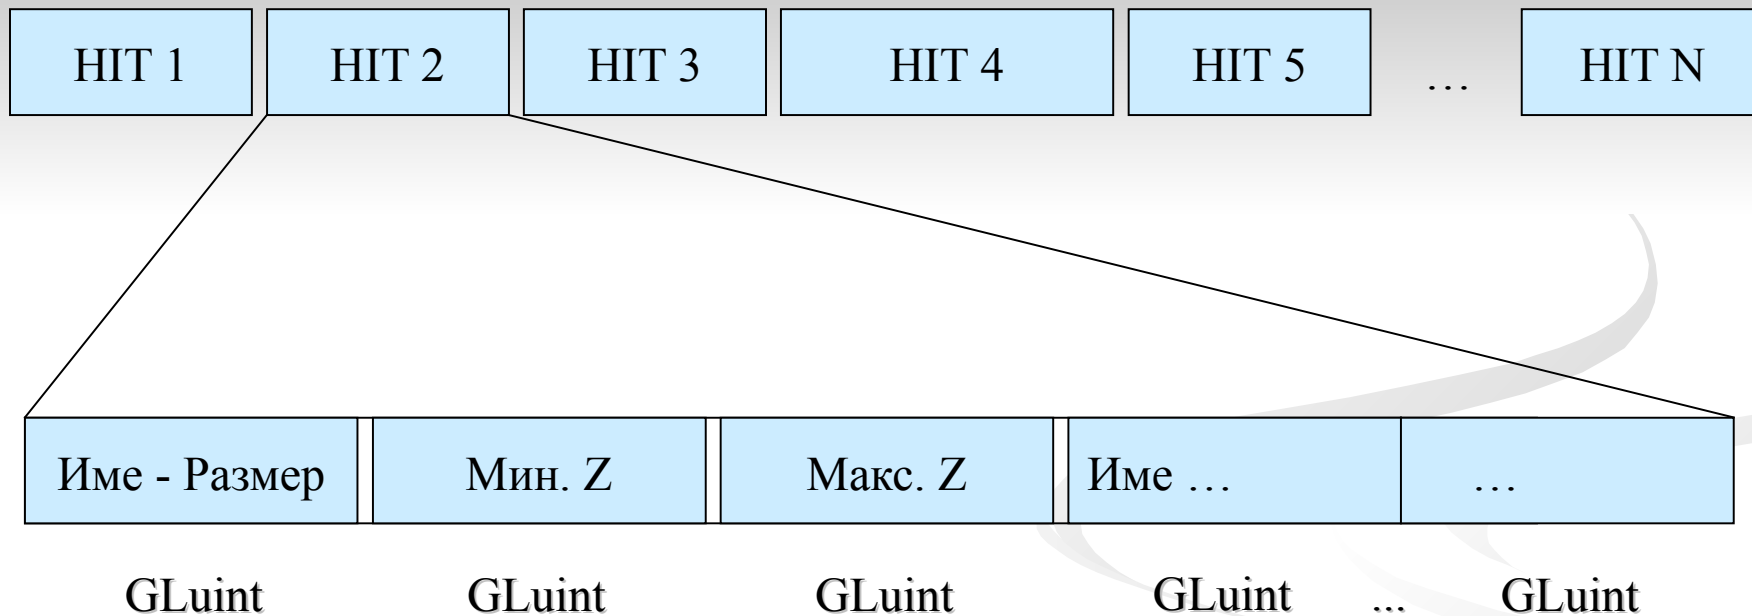 HIT 1 HIT 2 HIT 3 HIT 4 HIT 5 … HIT N
Име - Размер Мин. Z Макс. Z Име … …
GLuint GLuint GLuint GLuint ... GLuint